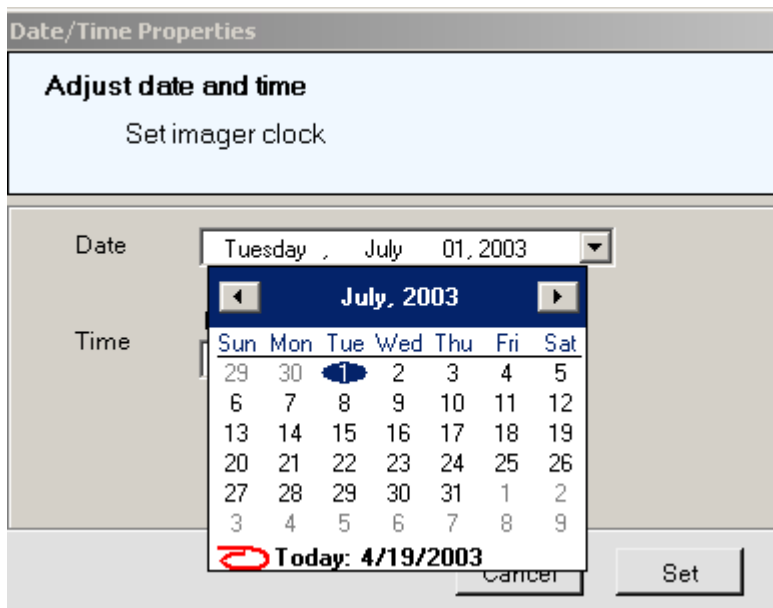 Date/Time Properties
Adjust date and time
Set imager clock
Date
Tuesday , July 01, 2003
July, 2003
Time
Sun Mon Tue Wed Thu Fri Sat
29 30 1 2 3 4 5
6 7 8 9 10 11 12
13 14 15 16 17 18 19
20 21 22 23 24 25 26
27 28 29 30 31 1 2
3 4 5 6 7 8 9
Today: 4/19/2003
Cancel Set